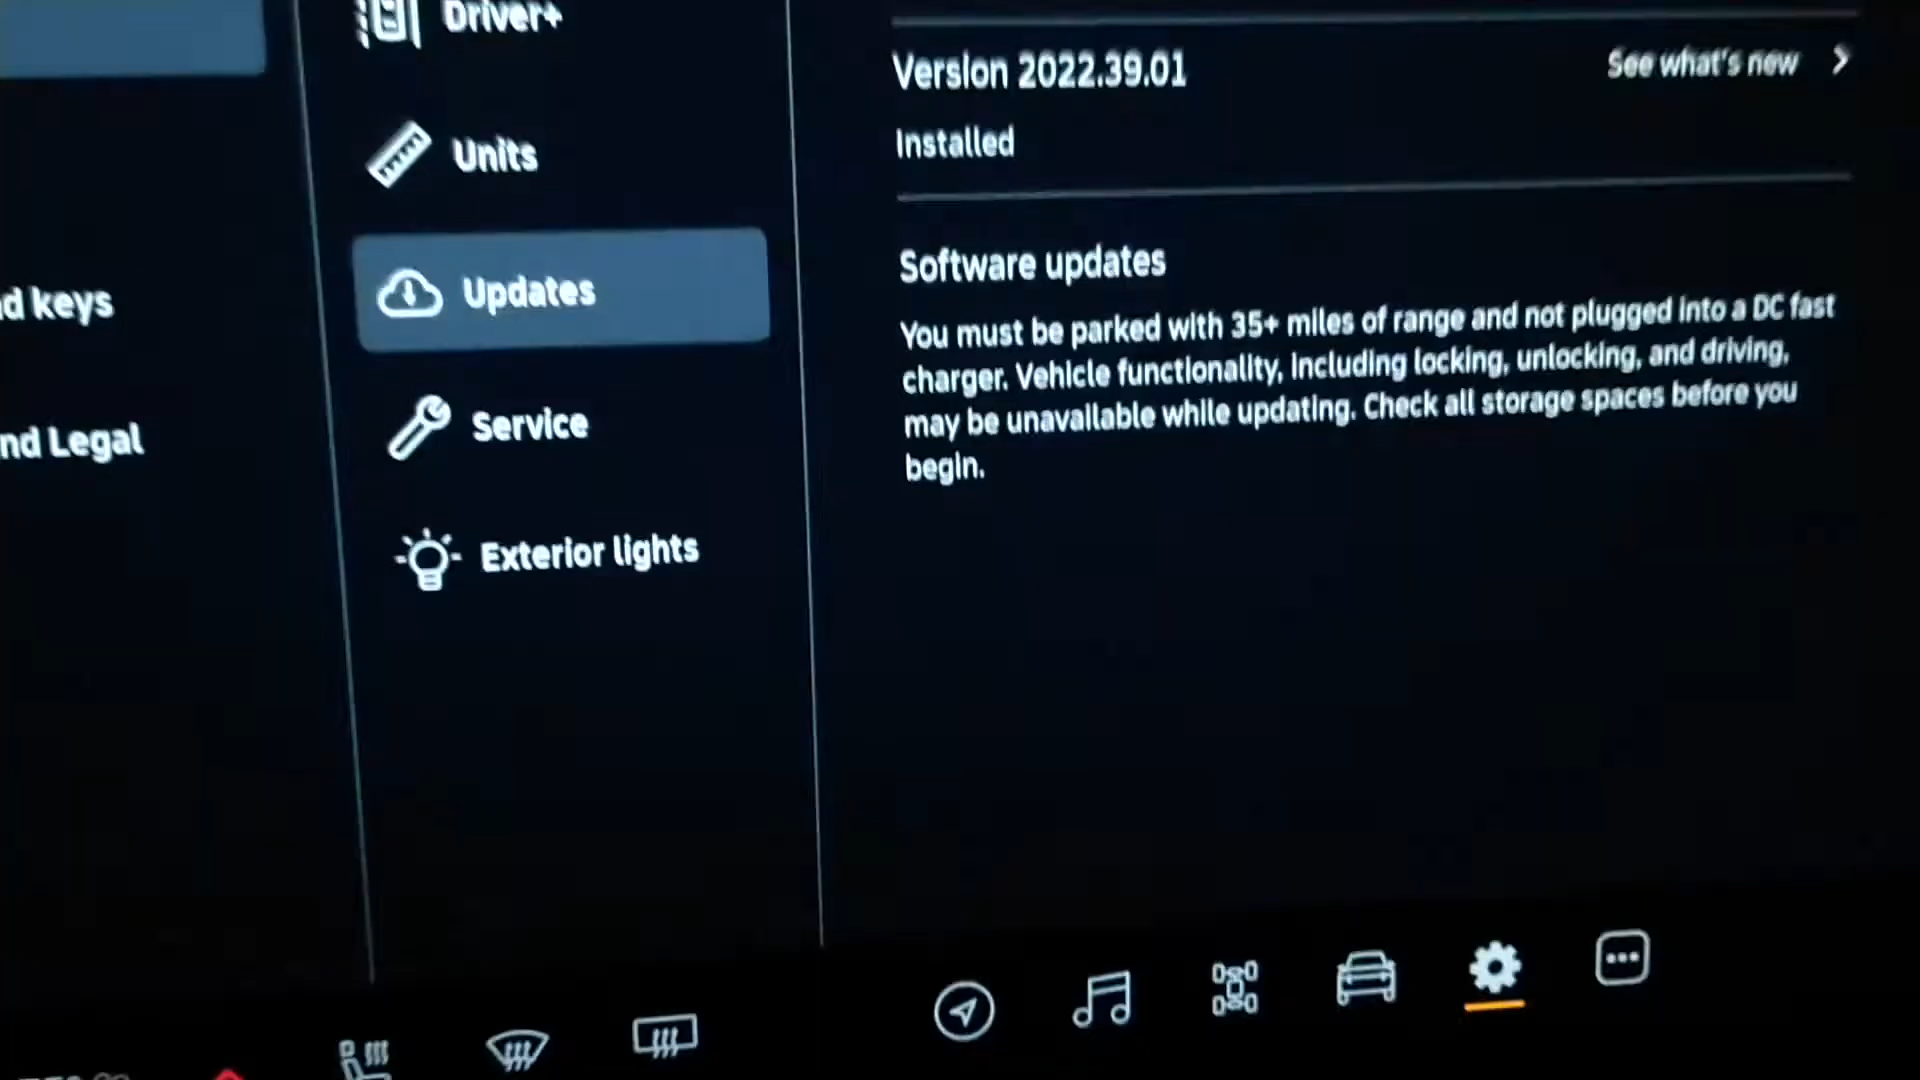 Driver+
Units
Updates
Service
Exterior lights
d keys
nd Legal
Version 2022.39.01
See what's new
Installed
Software updates
You must be parked with 35+ miles of range and not plugged into a DC fast
charger. Vehicle functionality, including locking, unlocking, and driving,
may be unavailable while updating. Check all storage spaces before you
begin.